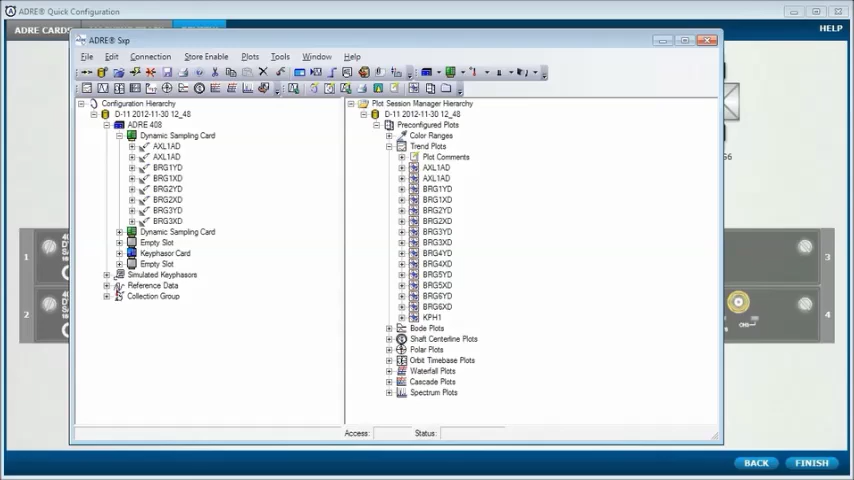 ADRE® Quick Configuration
ADRE CARDS
HELP
ADRE® Sxp
File Edit Connection Store Enable Plots Tools Window Help
Configuration Hierarchy
D-11 2012-11-30 12_48
ADRE 408
Dynamic Sampling Card
AXL1AD
AXL1AD
BRG1YD
BRG1XD
BRG2YD
BRG2XD
BRG3YD
BRG3XD
Dynamic Sampling Card
Empty Slot
Keyphasor Card
Empty Slot
Simulated Keyphasors
Reference Data
Collection Group
Plot Session Manager Hierarchy
D-11 2012-11-30 12_48
Preconfigured Plots
Color Ranges
Trend Plots
Plot Comments
AXL1AD
AXL1AD
BRG1YD
BRG1XD
BRG2YD
BRG2XD
BRG3YD
BRG3XD
BRG4YD
BRG4XD
BRG5YD
BRG5XD
BRG6YD
BRG6XD
KPH1
Bode Plots
Shaft Centerline Plots
Polar Plots
Orbit Timebase Plots
Waterfall Plots
Cascade Plots
Spectrum Plots
1
2
3
4
Access: Status:
BACK FINISH